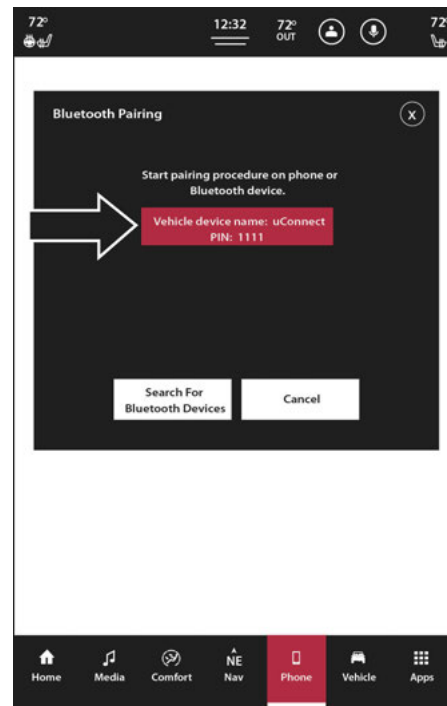 72°
12:32
72°
OUT
72°
Bluetooth Pairing
X
Start pairing procedure on phone or
Bluetooth device.
Vehicle device name: uConnect
PIN: 1111
Search For
Bluetooth Devices
Cancel
NE
Home
Media
Comfort
Nav
Phone
Vehicle
Apps